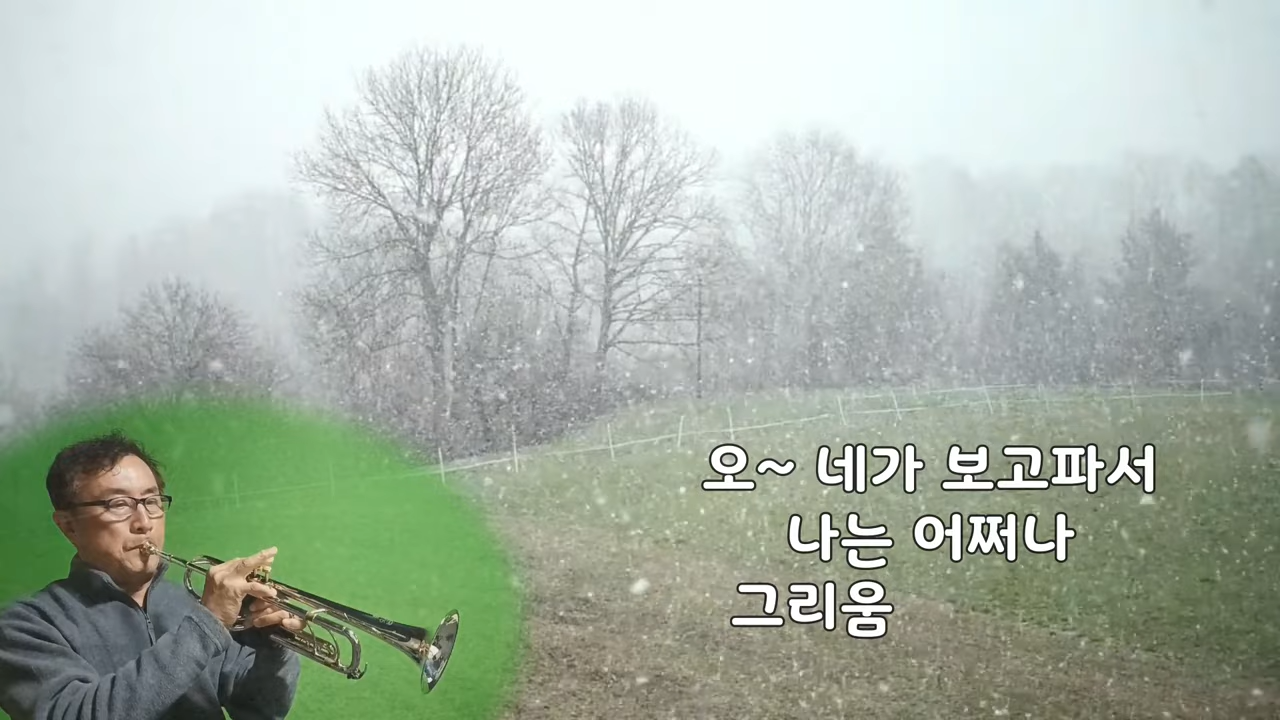 오~ 네가 보고파서
나는 어쩌나
그리움